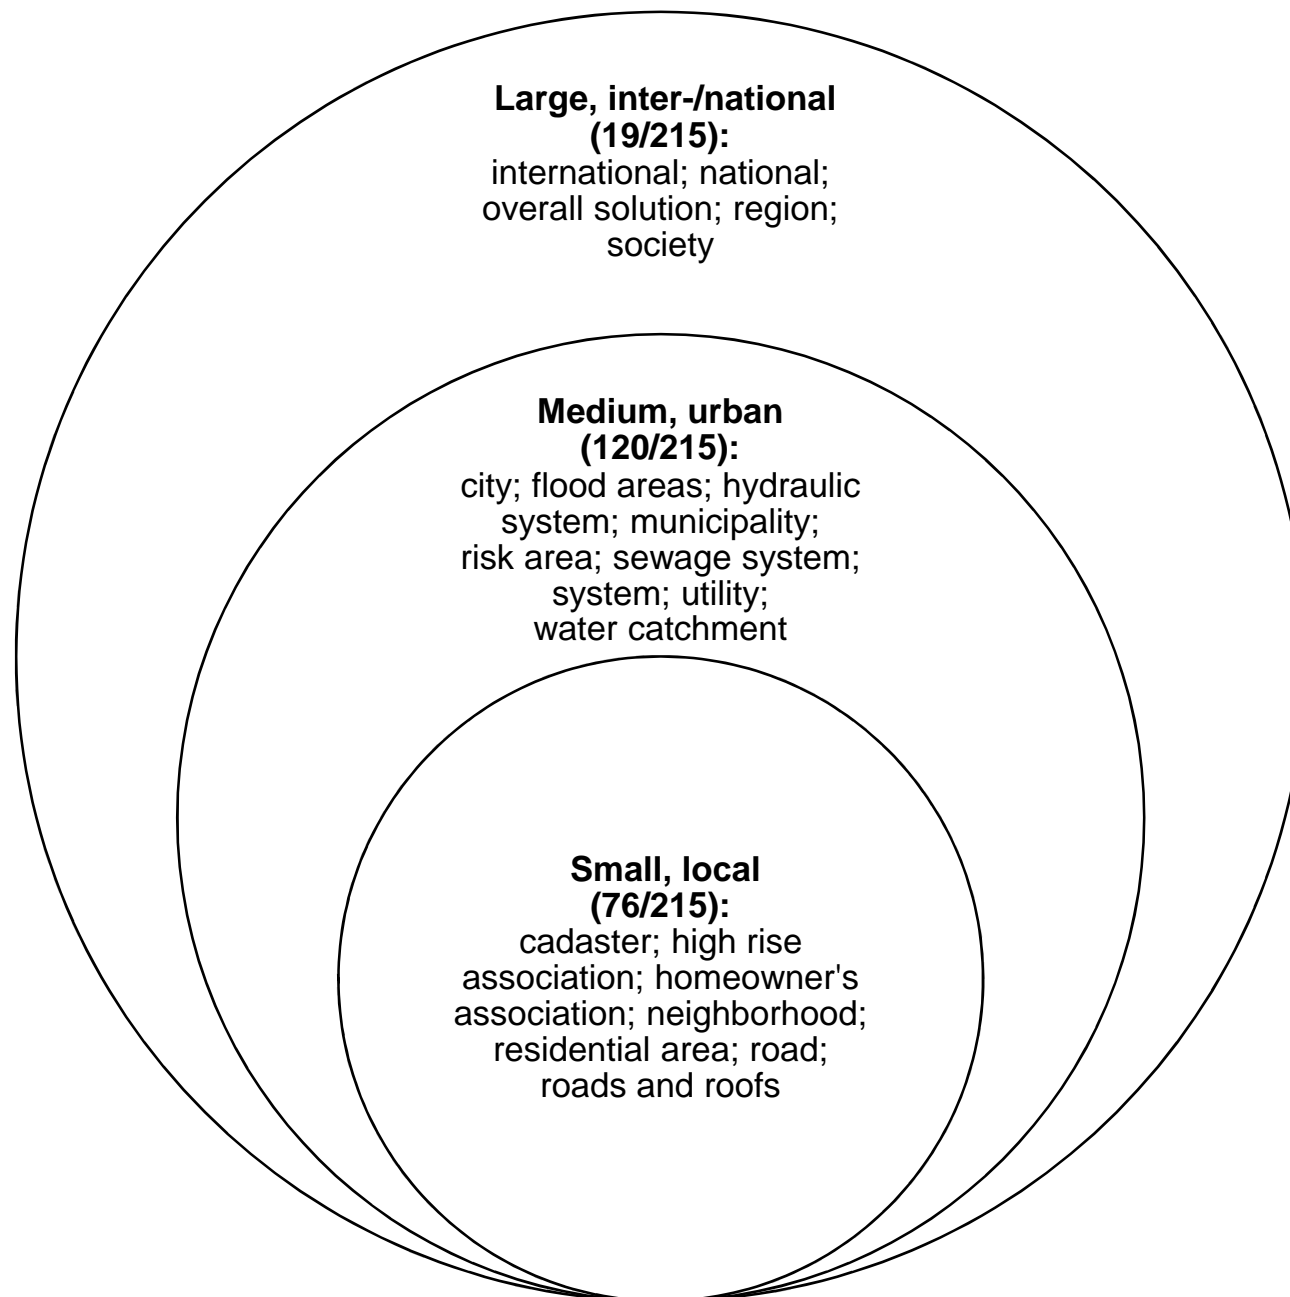 Large, inter-/national
(19/215):
international; national;
overall solution; region;
society
Medium, urban
(120/215):
city; flood areas; hydraulic
system; municipality;
risk area; sewage system;
system; utility;
water catchment
Small, local
(76/215):
cadaster; high rise
association; homeowner's
association; neighborhood;
residential area; road;
roads and roofs